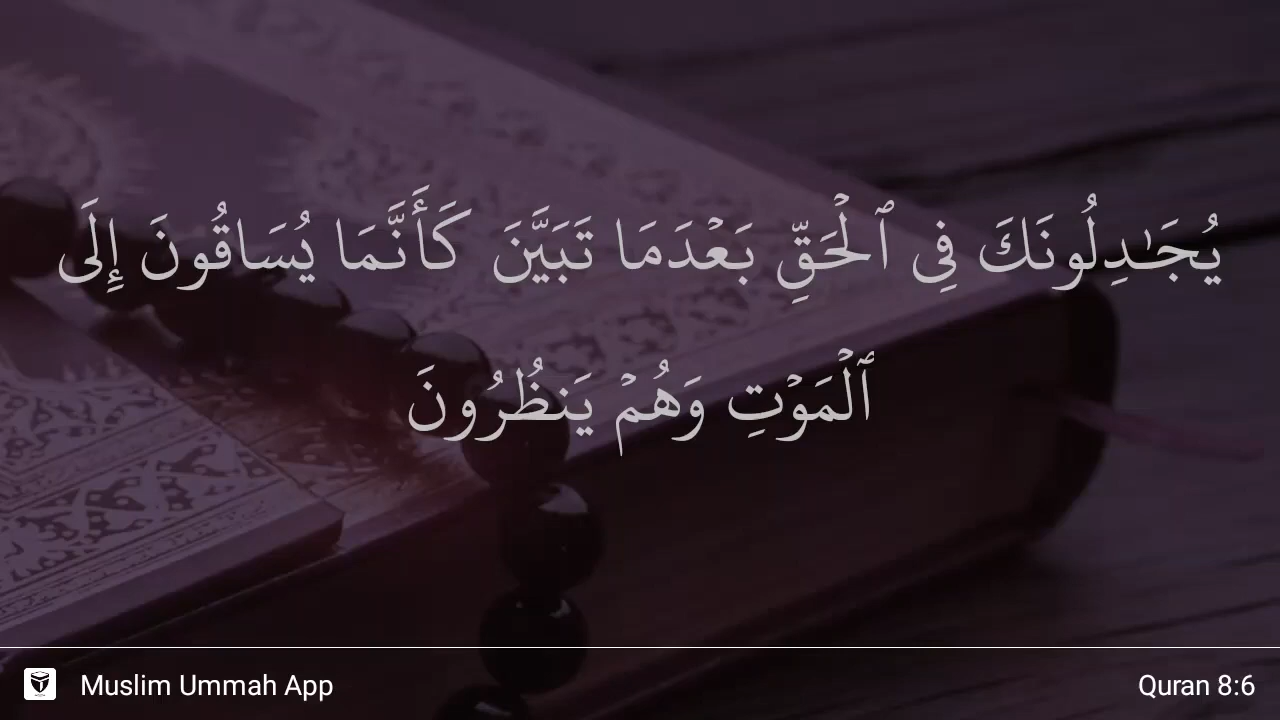 يُجَـٰدِلُونَكَ فِى ٱلْحَقِّ بَعْدَمَا تَبَيَّنَ كَأَنَّمَا يُسَاقُونَ إِلَى
ٱلْمَوْتِ وَهُمْ يَنظُرُونَ
Muslim Ummah App
Quran 8:6